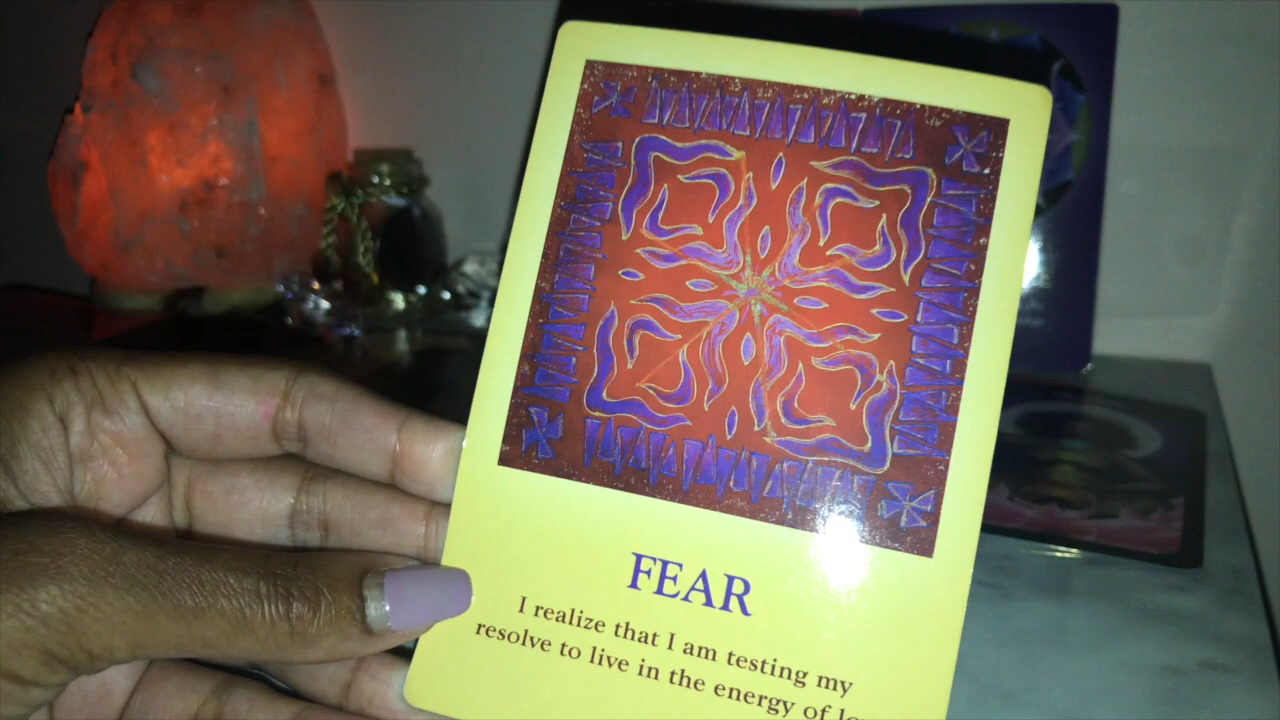 FEAR
I realize that I am testing my
resolve to live in the energy of